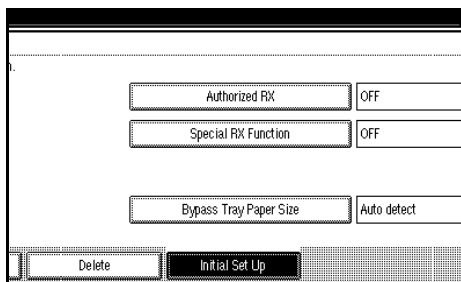 n.
Authorized RX OFF
Special RX Function OFF
Bypass Tray Paper Size Auto detect
Delete Initial Set Up